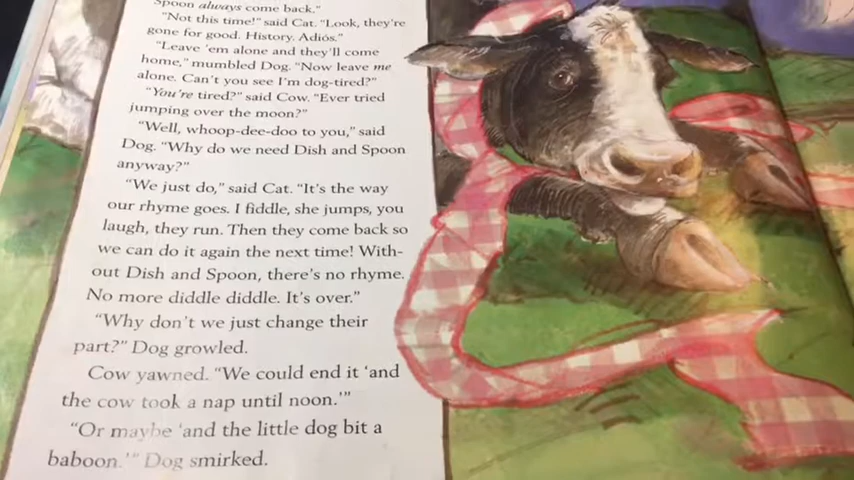 Spoon always come back."
"Not this time!" said Cat. "Look, they're
gone for good. History. Adiós."
"Leave 'em alone and they'll come
home," mumbled Dog. "Now leave me
alone. Can't you see I'm dog-tired?"
"You're tired?" said Cow. "Ever tried
jumping over the moon?"
"Well, whoop-dee-doo to you," said
Dog. "Why do we need Dish and Spoon
anyway?"
"We just do," said Cat. "It's the way
our rhyme goes. I fiddle, she jumps, you
laugh, they run. Then they come back so
we can do it again the next time! With-
out Dish and Spoon, there's no rhyme.
No more diddle diddle. It's over."
"Why don't we just change their
part?" Dog growled.
Cow yawned. "We could end it 'and
the cow took a nap until noon.'"
"Or maybe 'and the little dog bit a
baboon.'" Dog smirked.